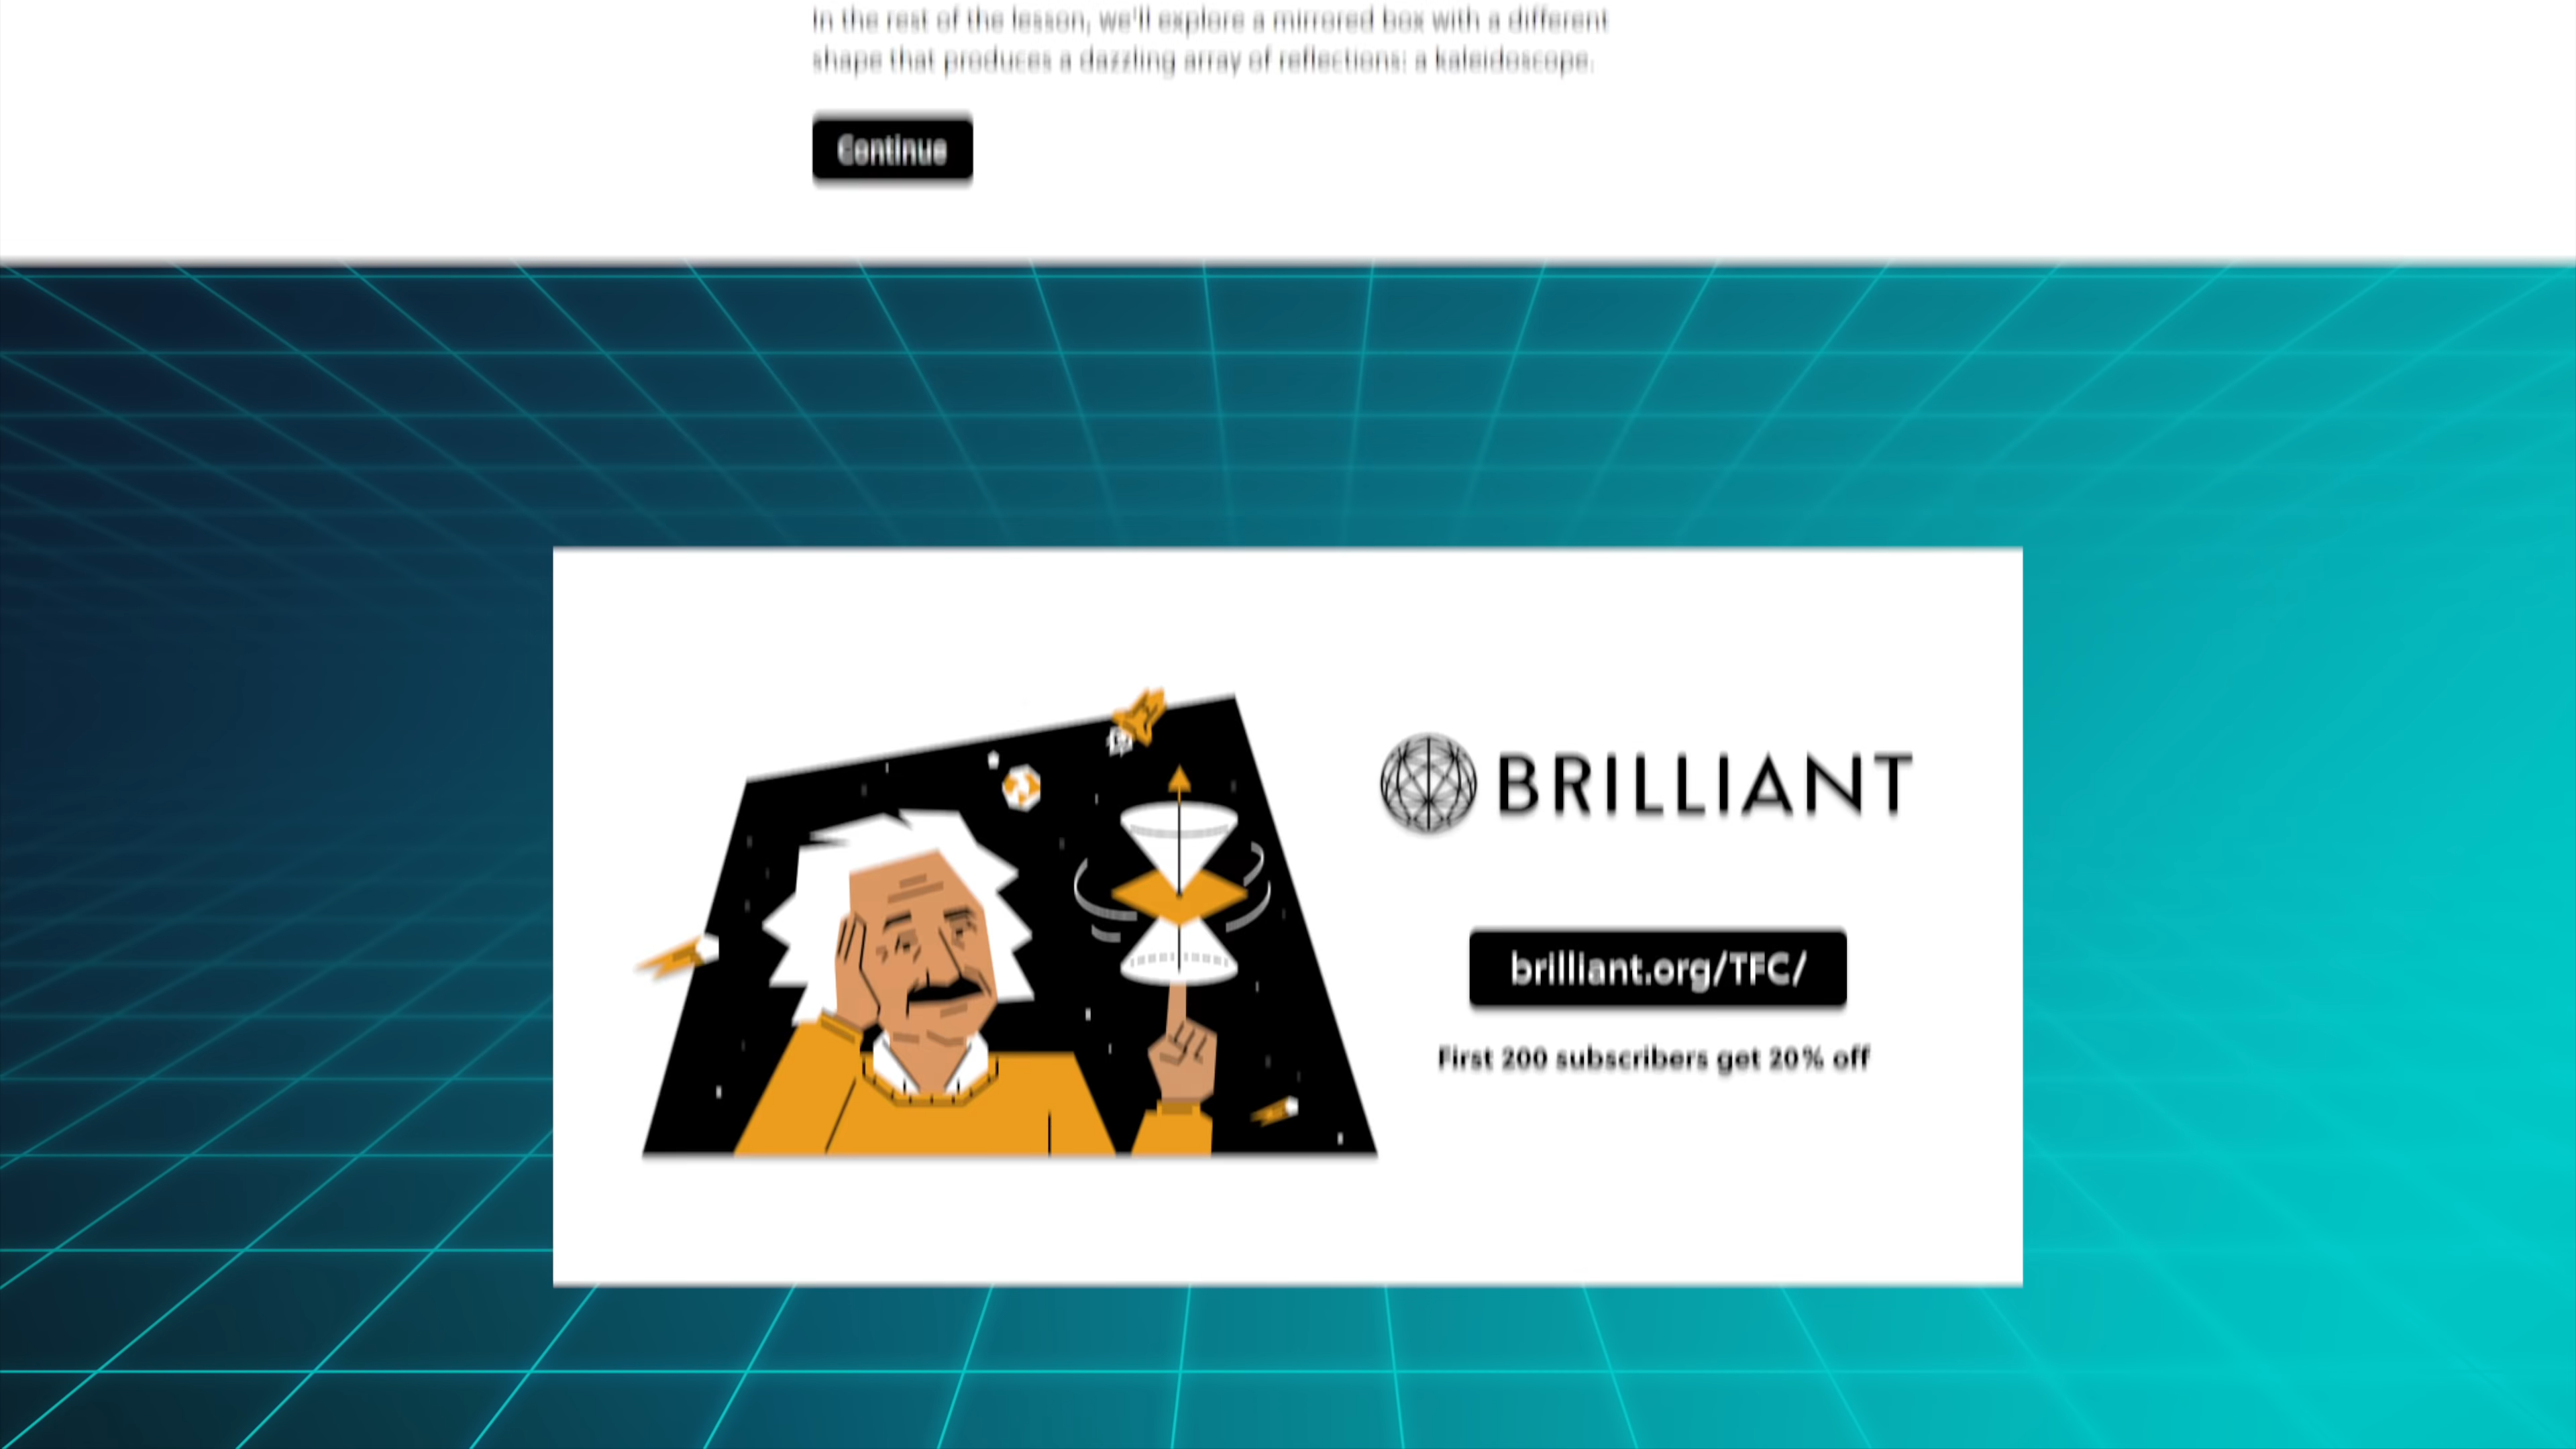 In the rest of the lesson, we'll explore a mirrored box with a different
shape that produces a dazzling array of reflections: a kaleidoscope.
Continue
BRILLIANT
brilliant.org/TFC/
First 200 subscribers get 20% off